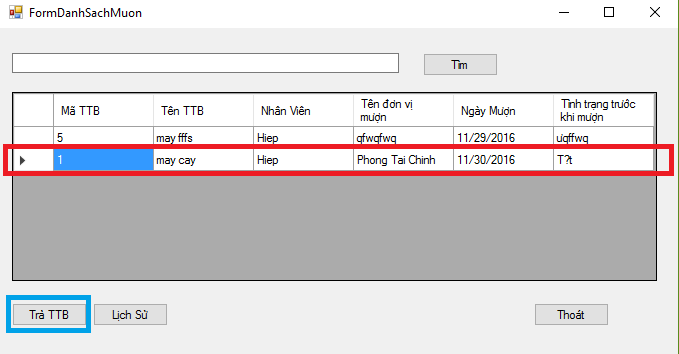 FormDanhSachMuon
Tìm
Mã TTB Tên TTB Nhân Viên Tên đơn vị mượn Ngày Mượn Tình trạng trước khi mượn
5 may fffs Hiep qfwqfwq 11/29/2016 ưqffwq
1 may cay Hiep Phong Tai Chinh 11/30/2016 T?t
Trả TTB Lịch Sử Thoát